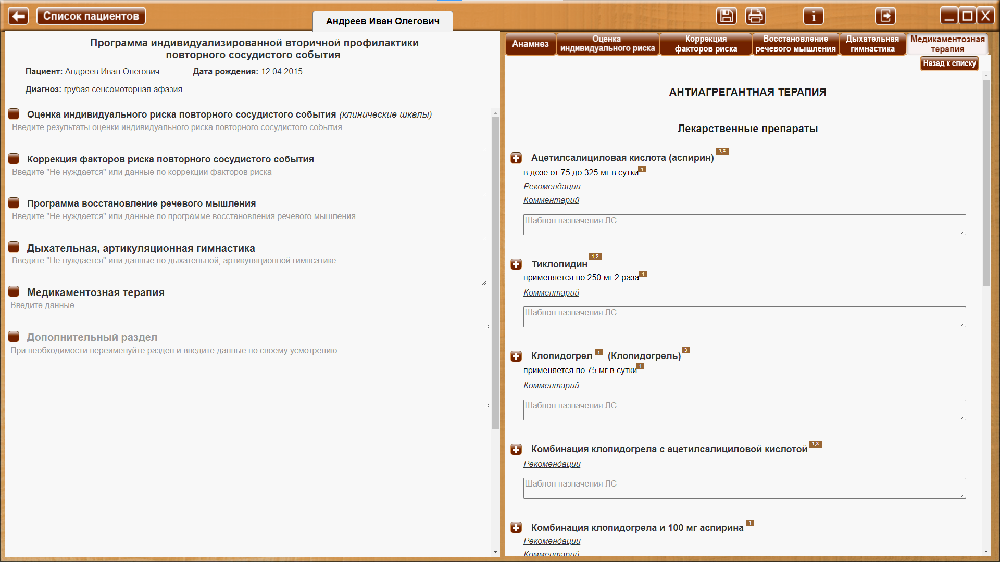 Список пациентов
Андреев Иван Олегович
Программа индивидуализированной вторичной профилактики
повторного сосудистого события
Пациент: Андреев Иван Олегович Дата рождения: 12.04.2015
Диагноз: грубая сенсомоторная афазия
Оценка индивидуального риска повторного сосудистого события (клинические шкалы)
Введите результаты оценки индивидуального риска повторного сосудистого события
Коррекция факторов риска повторного сосудистого события
Введите "Не нуждается" или данные по коррекции факторов риска
Программа восстановление речевого мышления
Введите "Не нуждается" или данные по программе восстановления речевого мышления
Дыхательная, артикуляционная гимнастика
Введите "Не нуждается" или данные по дыхательной, артикуляционной гимнсатике
Медикаментозная терапия
Введите данные
Дополнительный раздел
При необходимости переименуйте раздел и введите данные по своему усмотрению
Анамнез
Оценка
индивидуального риска
Коррекция
факторов риска
Восстановление
речевого мышления
Дыхательная
гимнастика
Медикаментозная
терапия
Назад к списку
АНТИАГРЕГАНТНАЯ ТЕРАПИЯ
Лекарственные препараты
Ацетилсалициловая кислота (аспирин) 1;3
в дозе от 75 до 325 мг в сутки 1
Рекомендации
Комментарий
Шаблон назначения ЛС
Тиклопидин 1;2
применяется по 250 мг 2 раза 1
Комментарий
Шаблон назначения ЛС
Клопидогрел 1 (Клопидогрель) 3
применяется по 75 мг в сутки 1
Комментарий
Шаблон назначения ЛС
Комбинация клопидогрела с ацетилсалициловой кислотой 1;3
Рекомендации
Шаблон назначения ЛС
Комбинация клопидогрела и 100 мг аспирина 1
Рекомендации
Комментарий